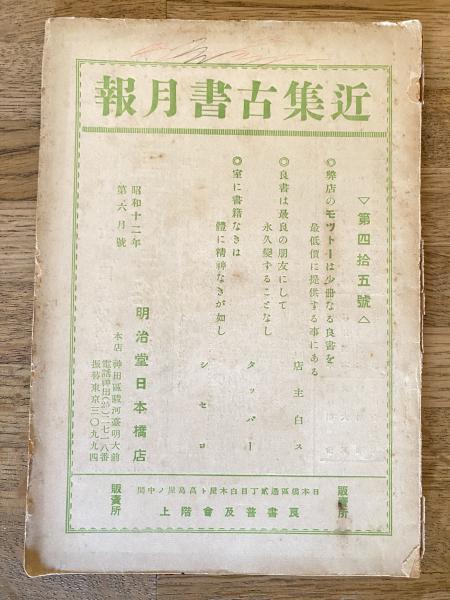 近集古書月報
▽第四拾五號△
◎弊店のモツトーは少冊なる良書を
最低價に提供する事にある
店主白ス
◎良書は最良の朋友にして
永久變することなし
タッパー
◎室に書籍なきは
體に精神なきが如し
シセロ
昭和十二年
第六月號
明治堂日本橋店
本店 神田區駿河臺明大前
電話神田(25)二七一八番
振替東京三〇九九四
販賣所
日本橋區通貳丁目白木屋ト高島屋ノ中間
良書普及會階上
販賣所